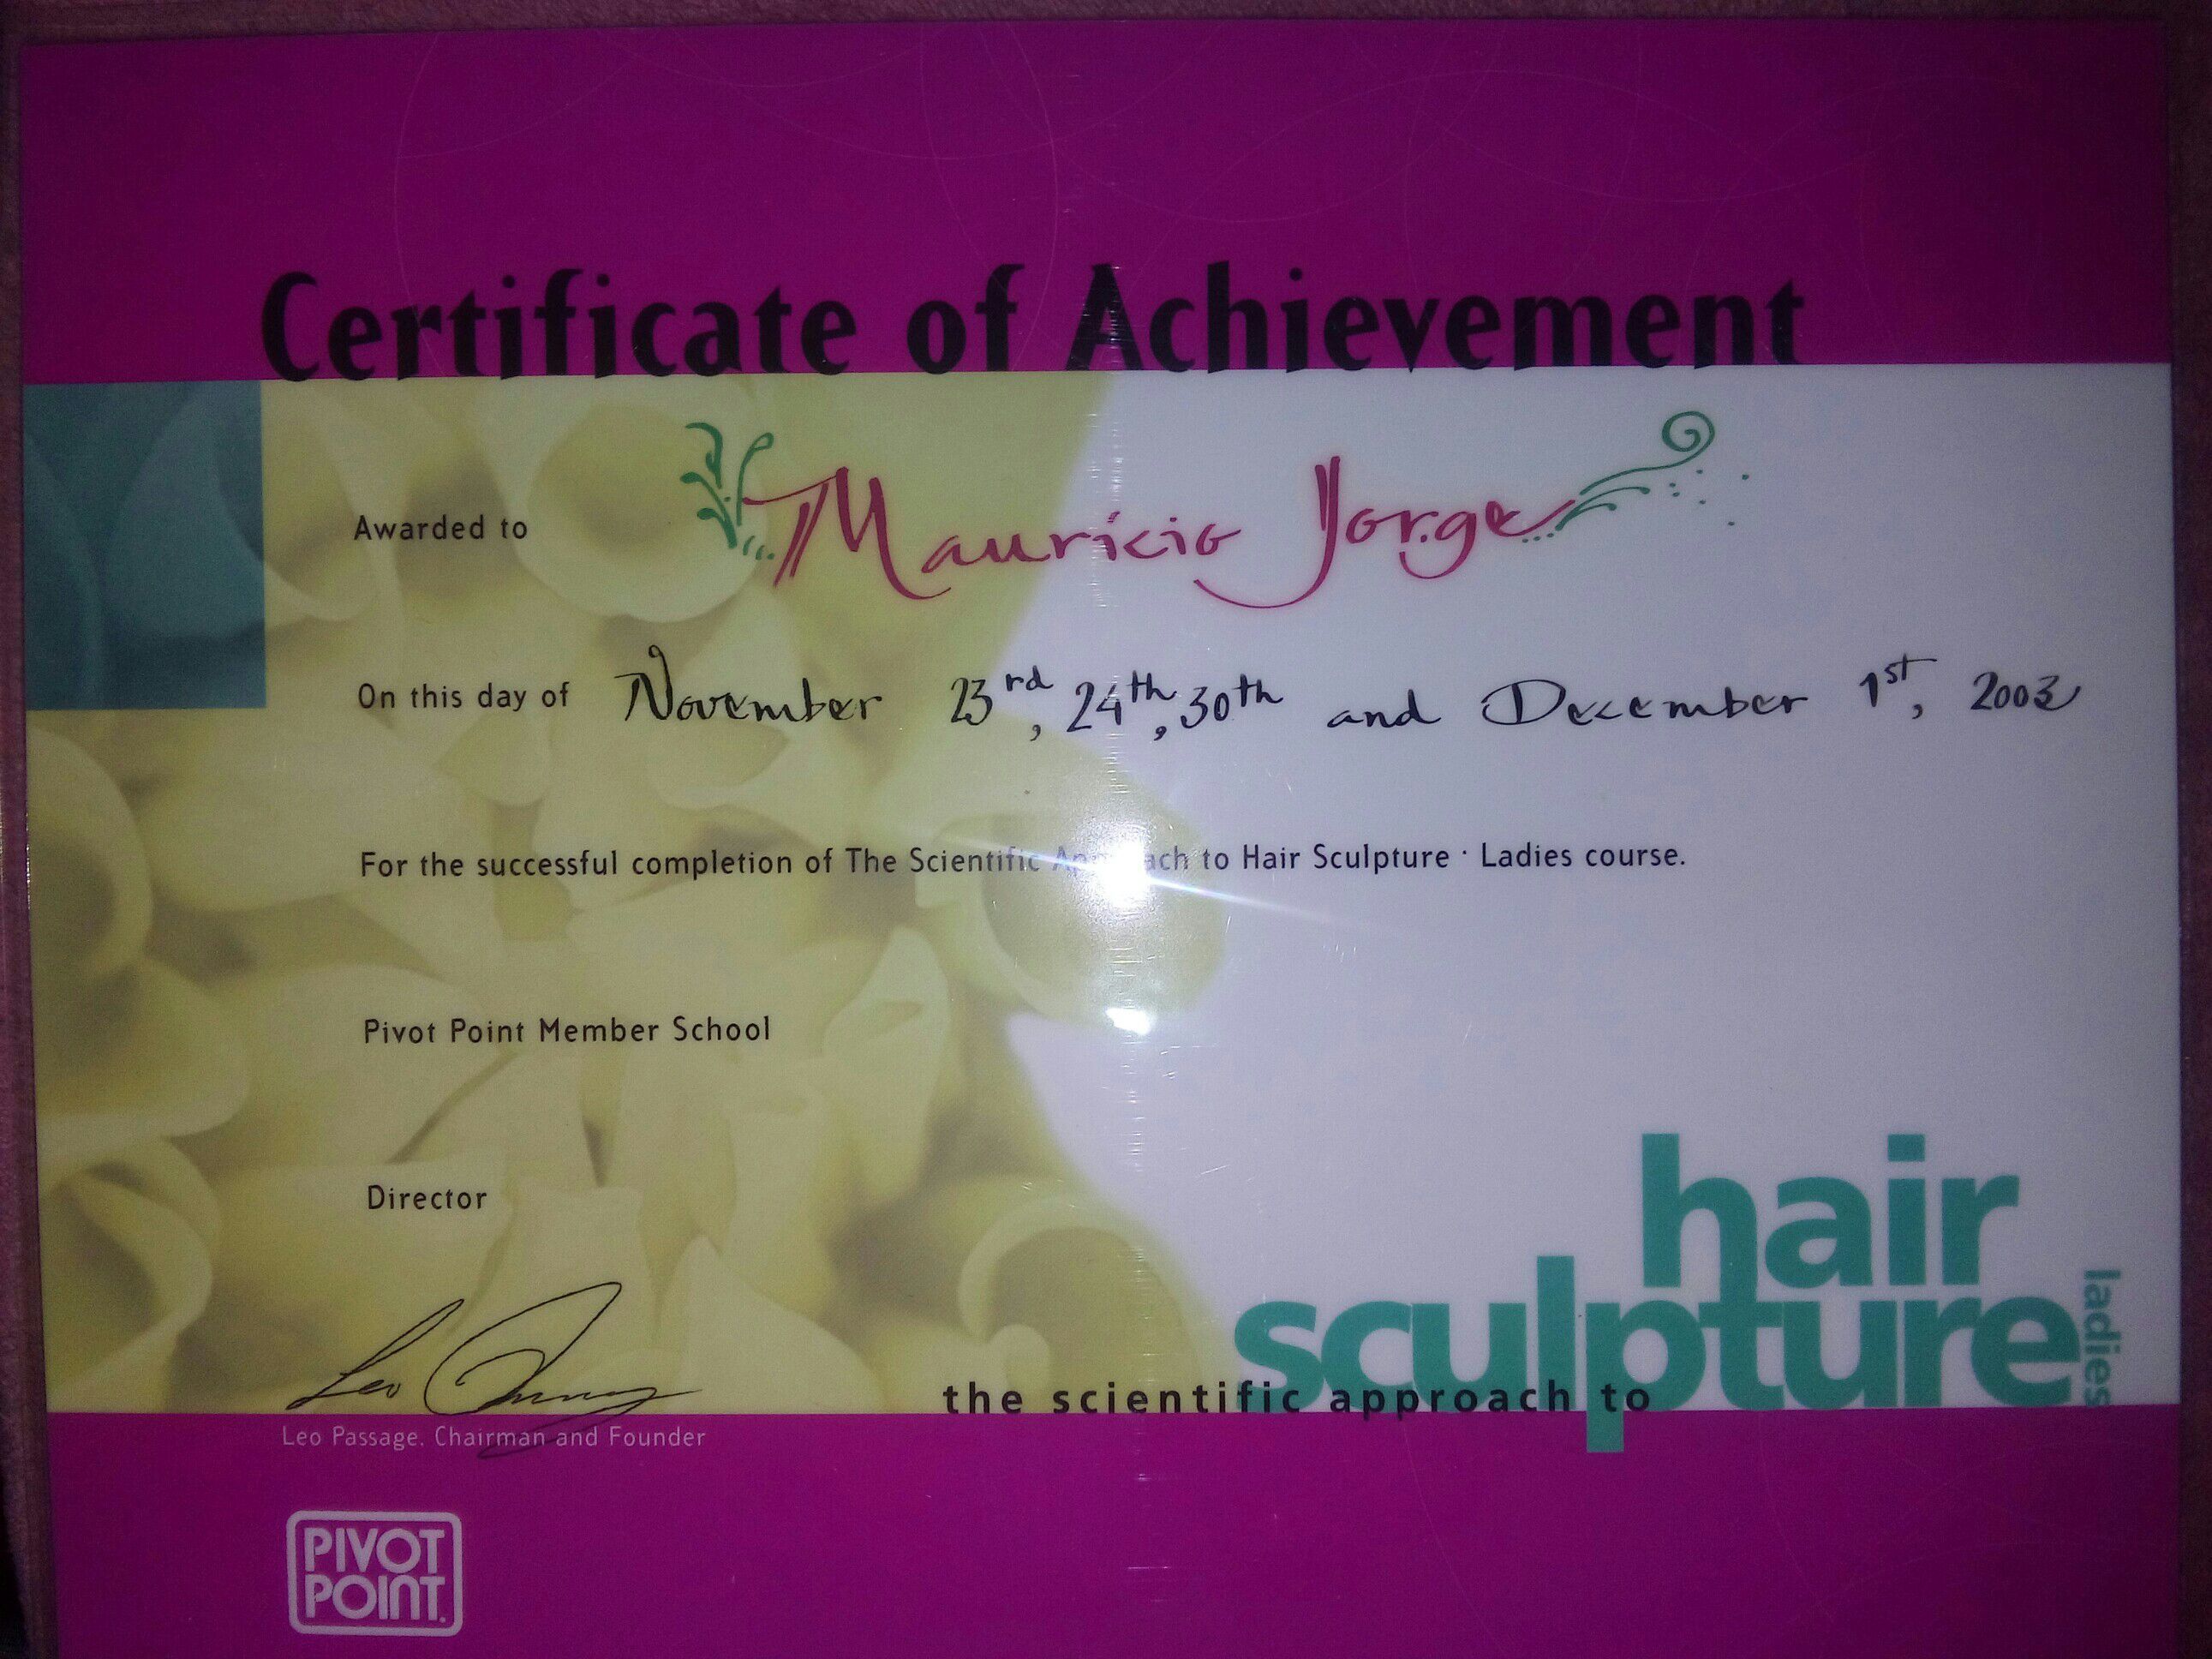 Certificate of Achievement
Awarded to Maurício Jorge
On this day of November 23rd, 24th, 30th and December 1st, 2003
For the successful completion of The Scientific Approach to Hair Sculpture · Ladies course.
Pivot Point Member School
Director
Leo Passage, Chairman and Founder
the scientific approach to
hair
sculpture
ladies
PIVOT
POINT.